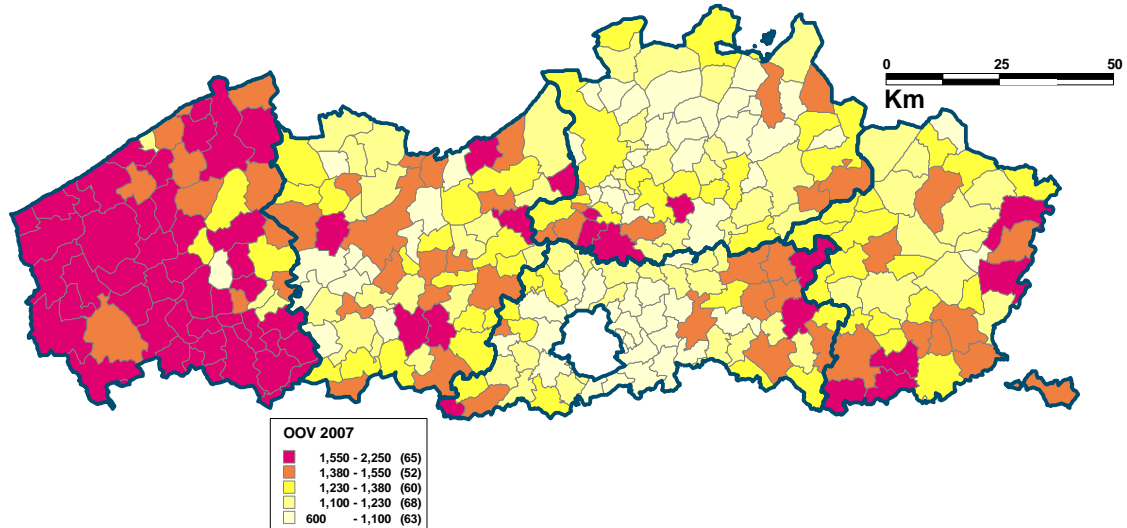 0 25 50
Km
OOV 2007
1,550 - 2,250 (65)
1,380 - 1,550 (52)
1,230 - 1,380 (60)
1,100 - 1,230 (68)
600 - 1,100 (63)